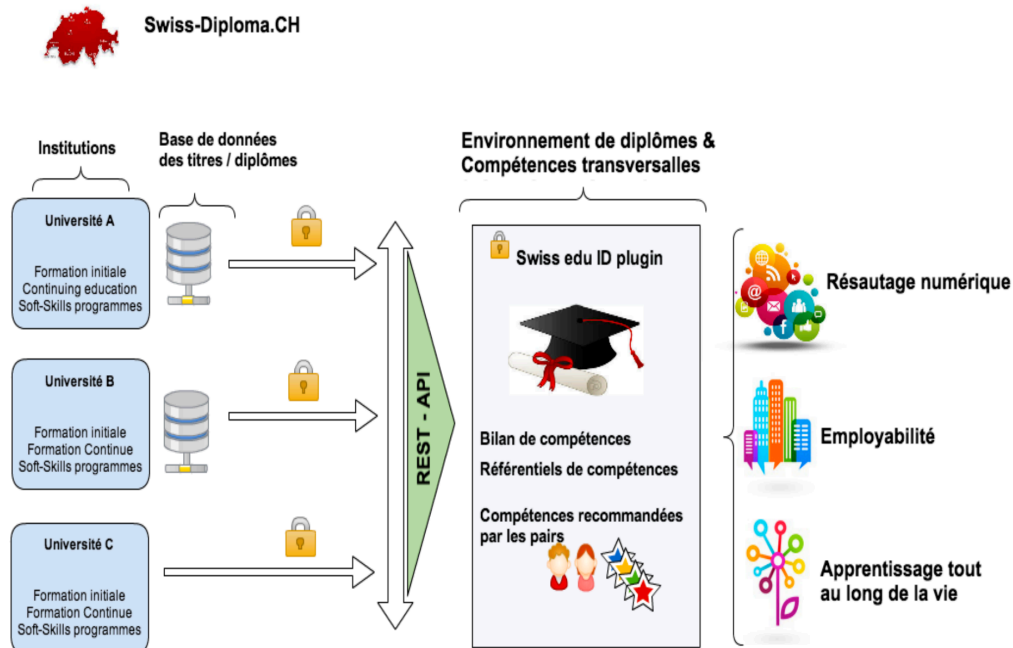 Swiss-Diploma.CH
Institutions
Base de données
des titres / diplômes
Environnement de diplômes &
Compétences transversalles
Université A
Formation initiale
Continuing education
Soft-Skills programmes
Université B
Formation initiale
Formation Continue
Soft-Skills programmes
Université C
Formation initiale
Formation Continue
Soft-Skills programmes
REST - API
Swiss edu ID plugin
Bilan de compétences
Référentiels de compétences
Compétences recommandées
par les pairs
Résautage numérique
Employabilité
Apprentissage tout
au long de la vie